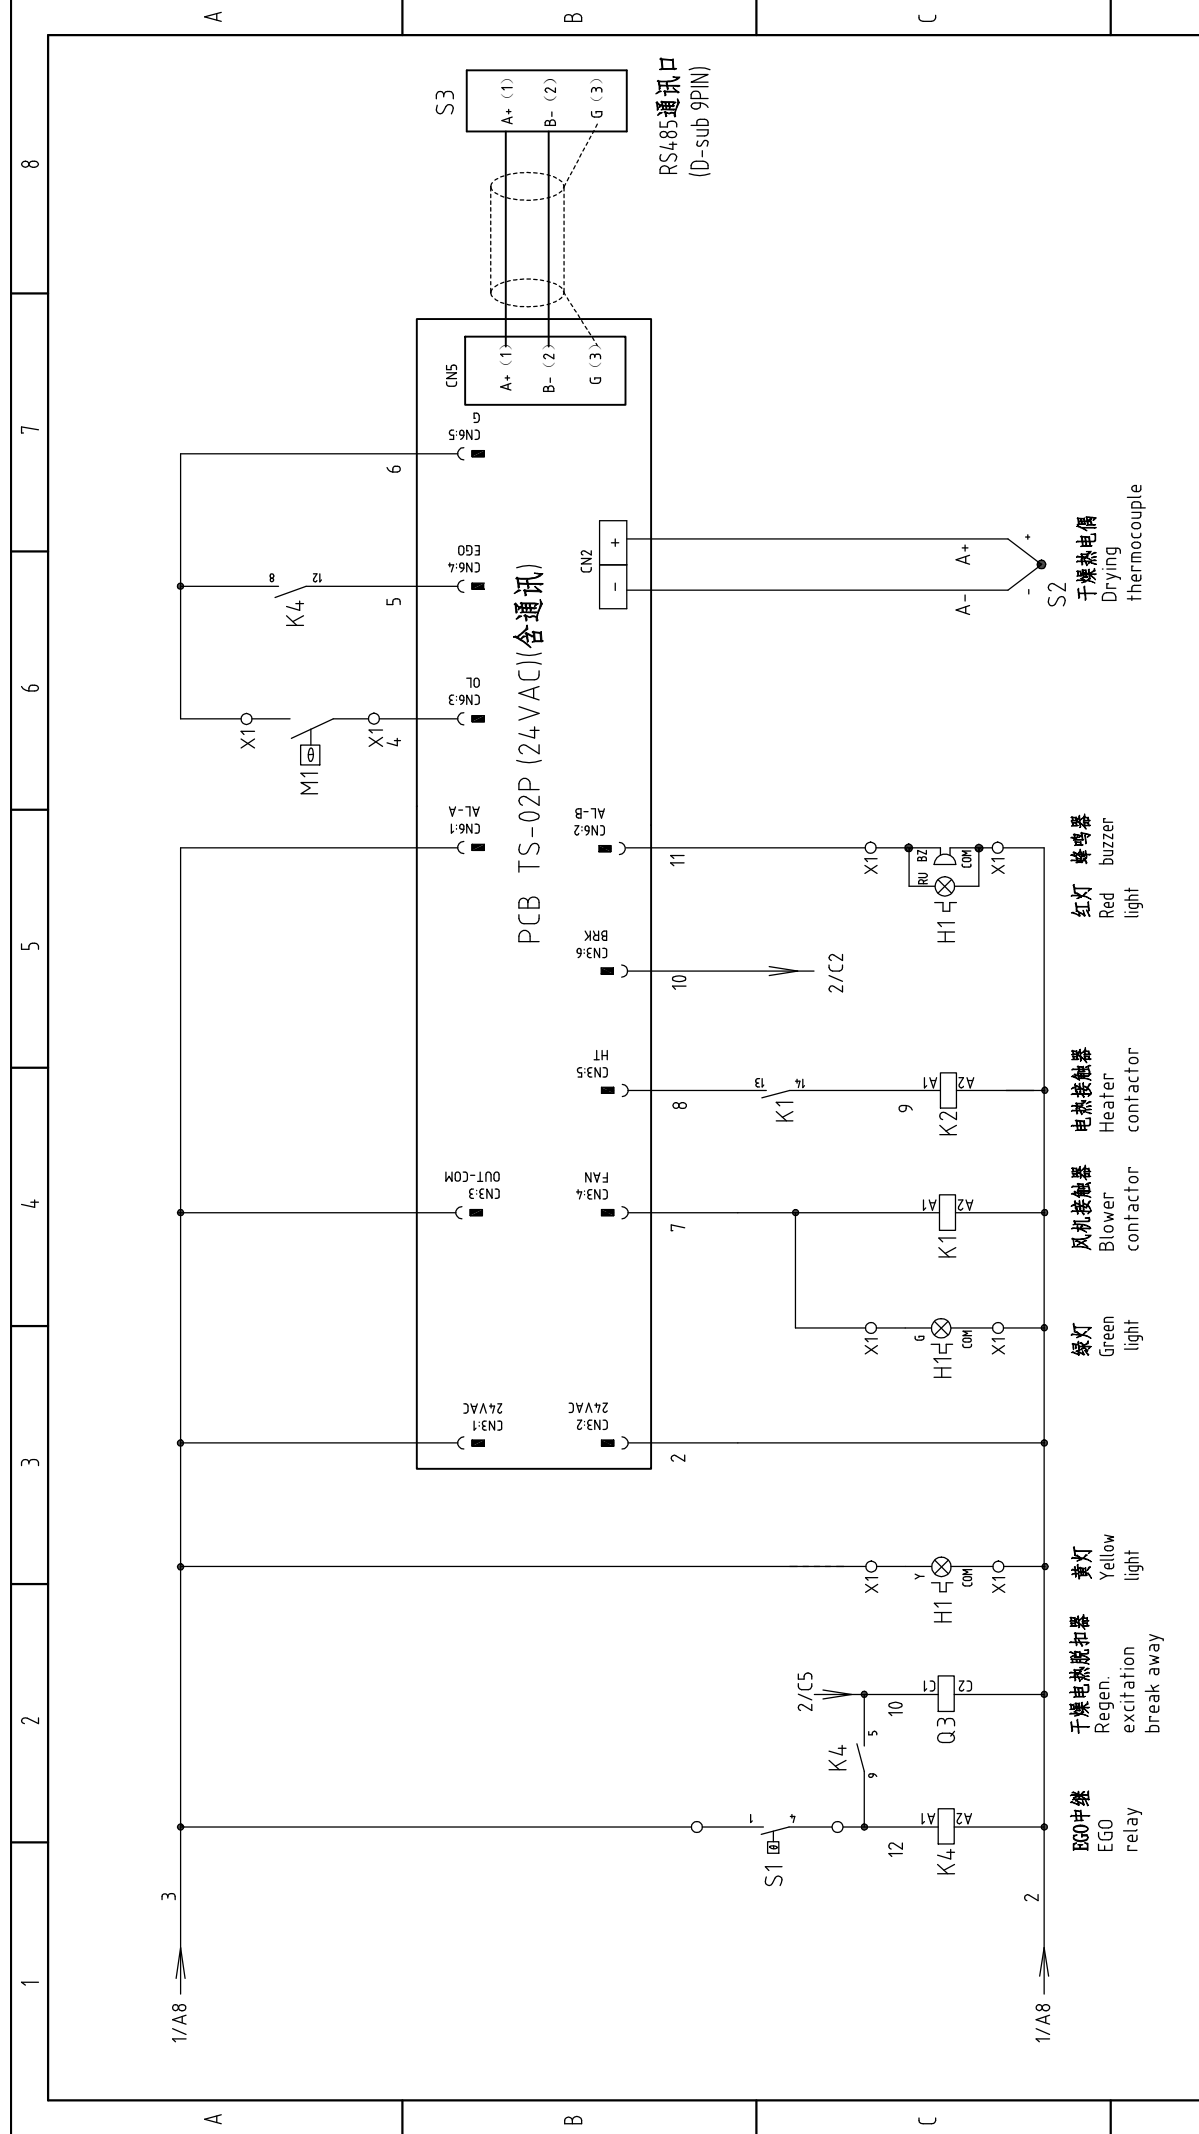 1
2
3
4
5
6
7
8
A
B
C
A
B
C
1/A8
3
1/A8
2
S1
1
4
12
K4
A1
A2
EGO中继
EGO
relay
K4
9
5
2/C5
10
Q3
C1
C2
干燥电热脱扣器
Regen.
excitation
break away
X1
H1
Y
COM
X1
黄灯
Yellow
light
CN3:1
24VAC
CN3:2
24VAC
2
X1
H1
G
COM
X1
绿灯
Green
light
CN3:3
OUT-COM
CN3:4
FAN
7
K1
A1
A2
风机接触器
Blower
contactor
CN3:5
HT
8
K1
13
14
9
K2
A1
A2
电热接触器
Heater
contactor
CN3:6
BRK
10
2/C2
CN6:1
AL-A
CN6:2
AL-B
11
X1
H1
RU
BZ
COM
X1
红灯
Red
light
蜂鸣器
buzzer
PCB TS-02P (24VAC)(含通讯)
X1
M1
θ
X1
4
CN6:3
OL
K4
8
12
5
CN6:4
EGO
6
CN6:5
G
CN2
-
+
A-
A+
-
+
S2
干燥热电偶
Drying
thermocouple
CN5
A+ (1)
B- (2)
G (3)
S3
A+ (1)
B- (2)
G (3)
RS485通讯口
(D-sub 9PIN)